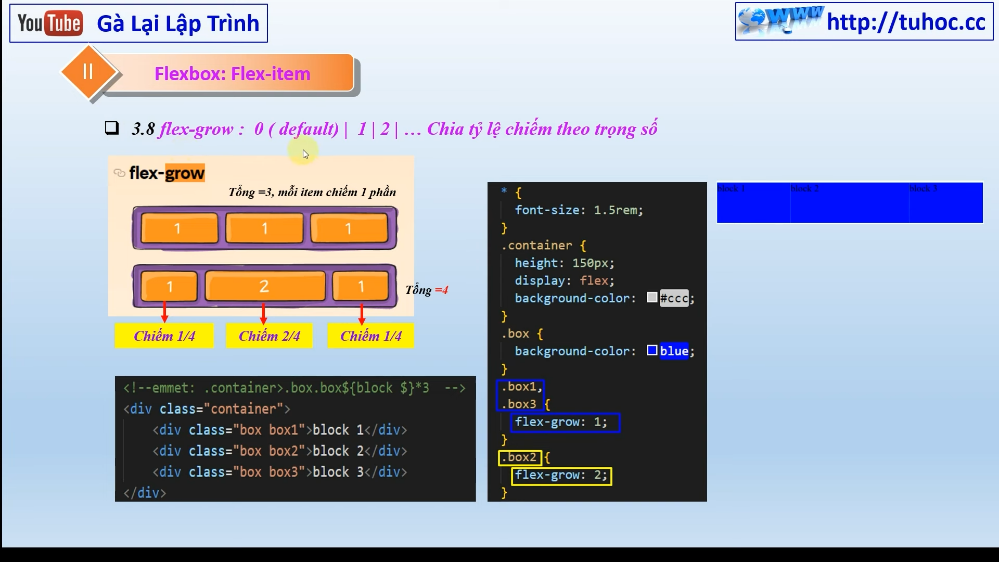 YouTube Gà Lại Lập Trình
WWW http://tuhoc.cc
II Flexbox: Flex-item
3.8 flex-grow : 0 ( default) | 1 | 2 | … Chia tỷ lệ chiếm theo trọng số
flex-grow
Tổng =3, mỗi item chiếm 1 phần
1 1 1
1 2 1
Tổng =4
Chiếm 1/4 Chiếm 2/4 Chiếm 1/4
<!--emmet: .container>.box.box${block $}*3 -->
<div class="container">
<div class="box box1">block 1</div>
<div class="box box2">block 2</div>
<div class="box box3">block 3</div>
</div>
* {
font-size: 1.5rem;
}
.container {
height: 150px;
display: flex;
background-color: #ccc;
}
.box {
background-color: blue;
}
.box1,
.box3 {
flex-grow: 1;
}
.box2 {
flex-grow: 2;
}
block 1 block 2 block 3